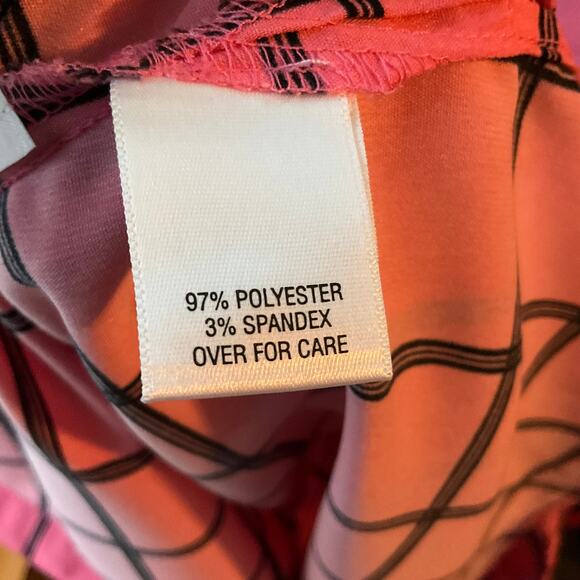 97% POLYESTER
3% SPANDEX
OVER FOR CARE